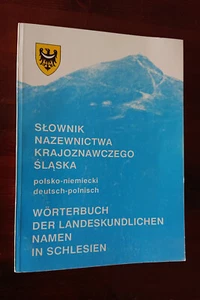 SŁOWNIK
NAZEWNICTWA
KRAJOZNAWCZEGO
ŚLĄSKA
polsko-niemiecki
deutsch-polnisch
WÖRTERBUCH
DER LANDESKUNDLICHEN
NAMEN
IN SCHLESIEN